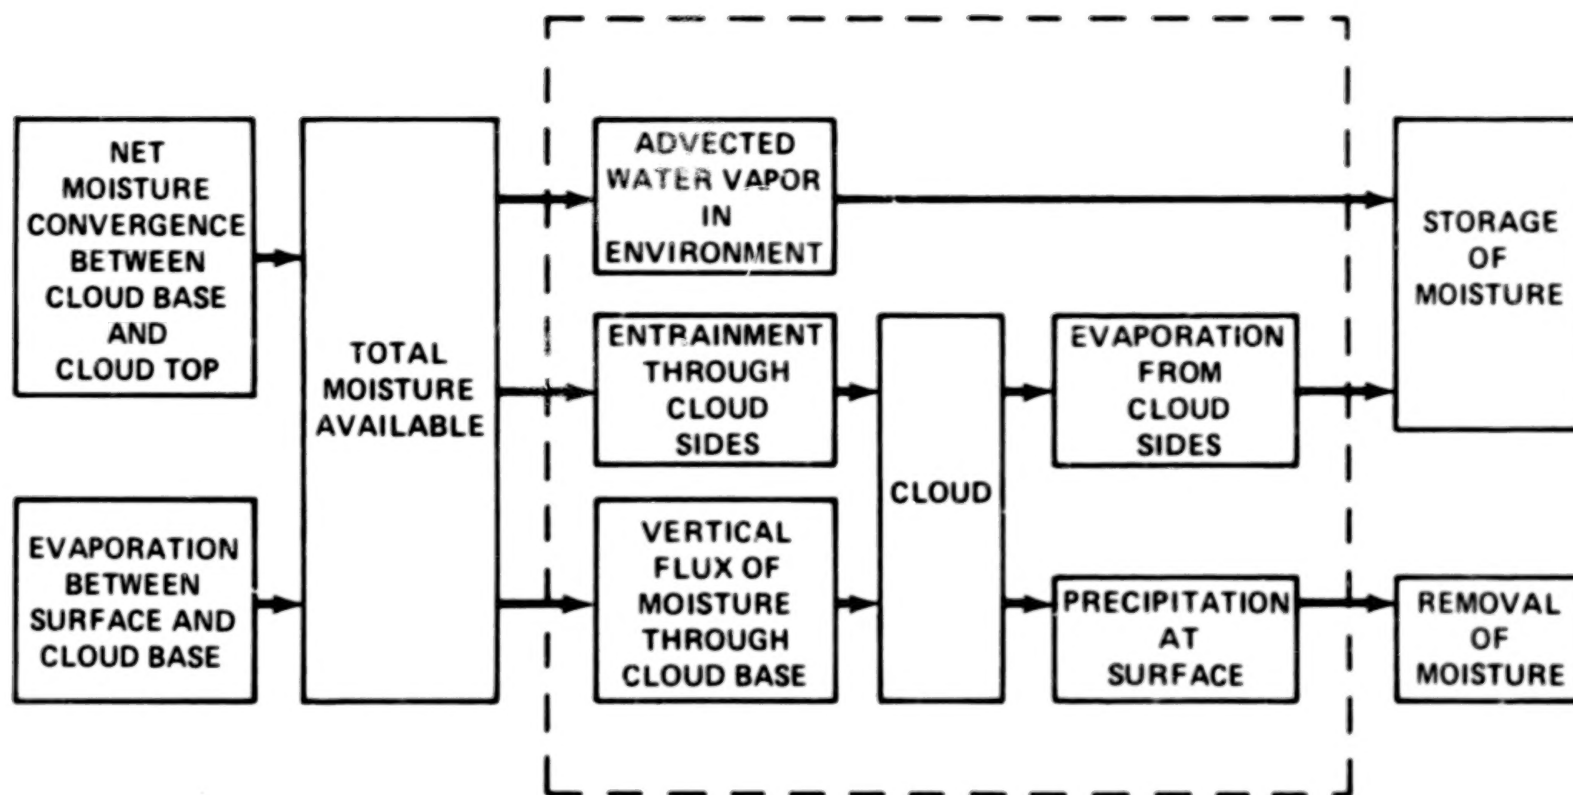 NET
MOISTURE
CONVERGENCE
BETWEEN
CLOUD BASE
AND
CLOUD TOP
EVAPORATION
BETWEEN
SURFACE AND
CLOUD BASE
TOTAL
MOISTURE
AVAILABLE
ADVECTED
WATER VAPOR
IN
ENVIRONMENT
ENTRAINMENT
THROUGH
CLOUD
SIDES
VERTICAL
FLUX OF
MOISTURE
THROUGH
CLOUD BASE
CLOUD
EVAPORATION
FROM
CLOUD
SIDES
PRECIPITATION
AT
SURFACE
STORAGE
OF
MOISTURE
REMOVAL
OF
MOISTURE